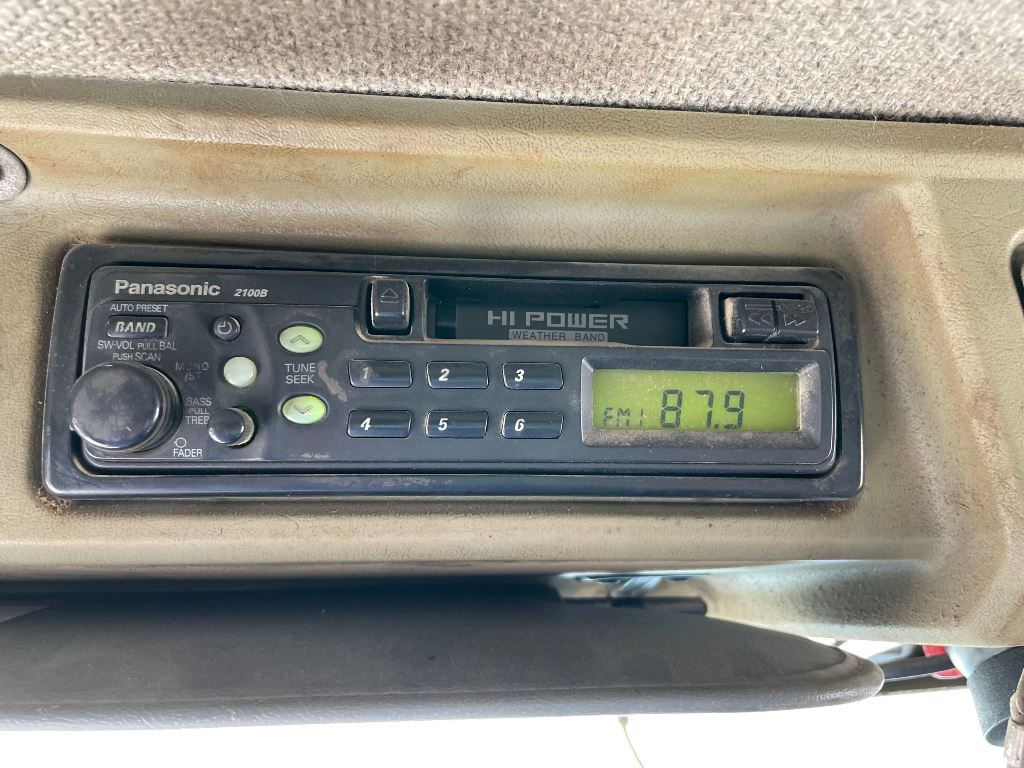 Panasonic 2100B
AUTO PRESET
BAND
SW-VOL PULL BAL
PUSH SCAN
MONO
/ST
BASS
PULL
TREB
FADER
TUNE
SEEK
HI POWER
WEATHER BAND
1 2 3
4 5 6
FM1 87.9